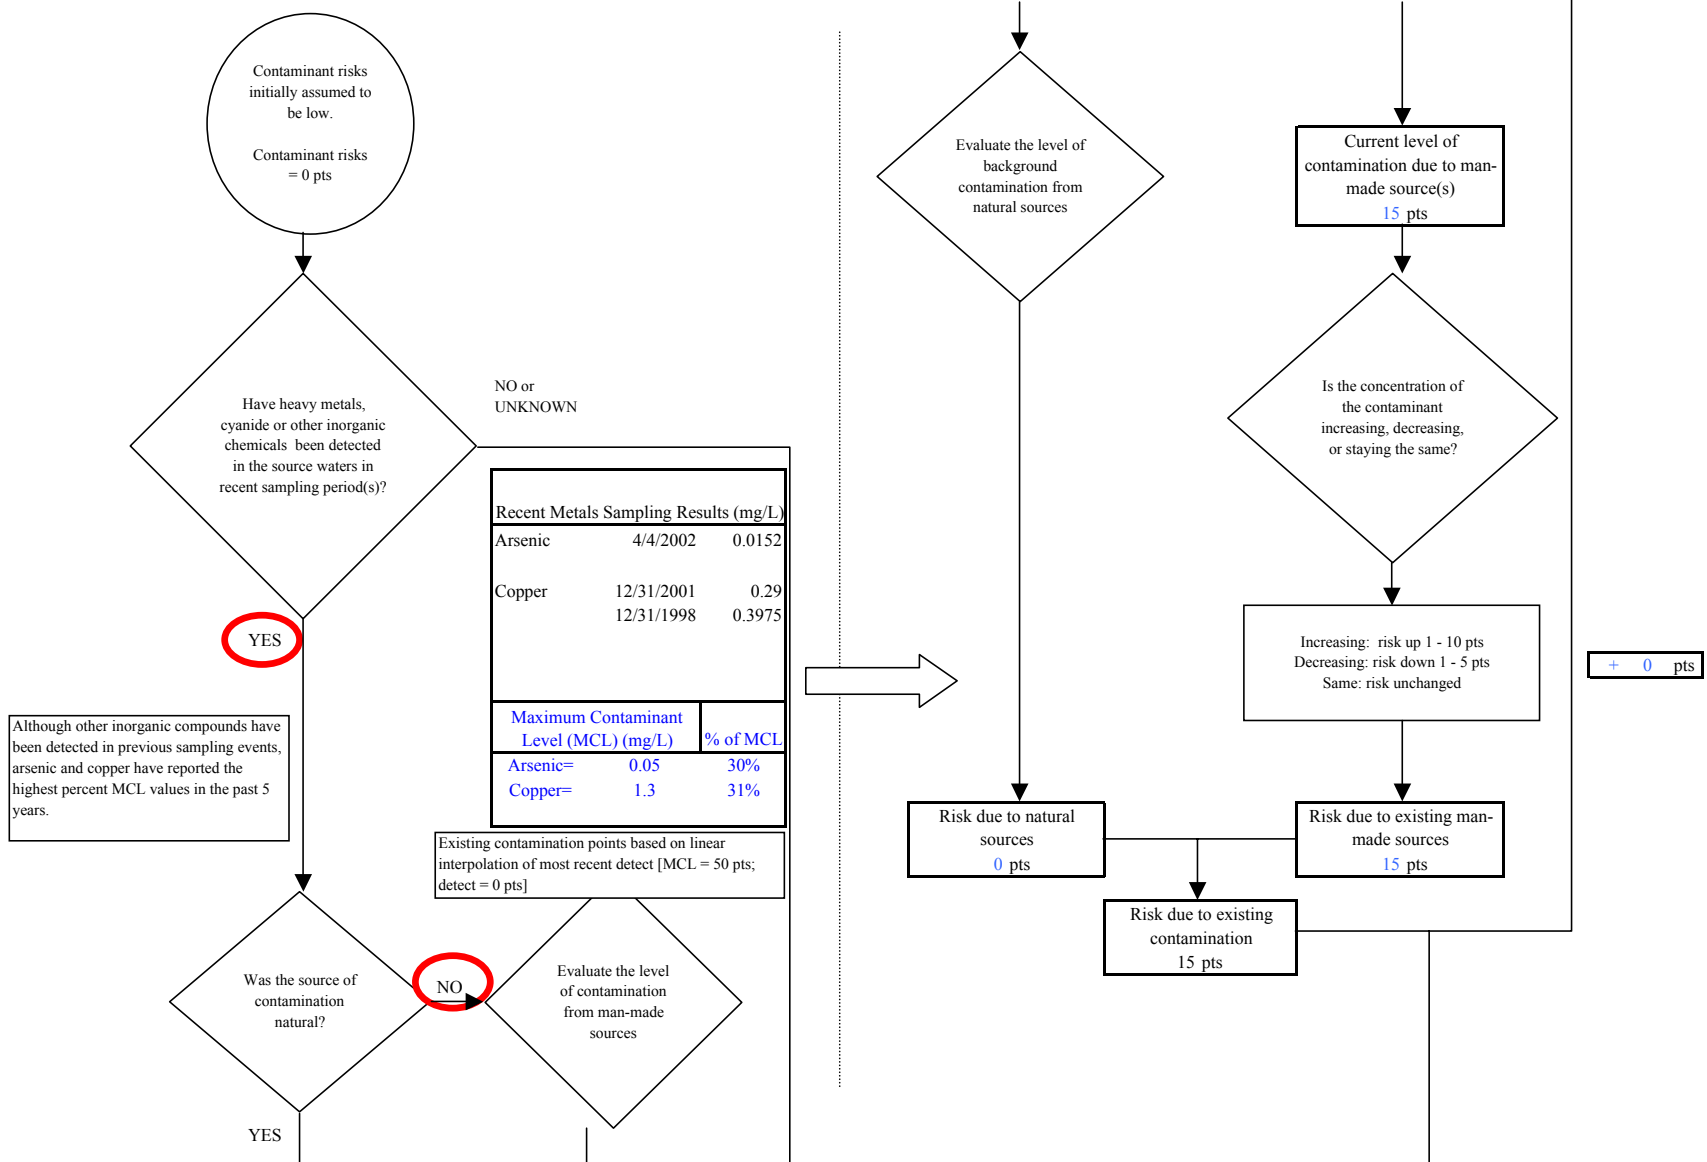 Contaminant risks
initially assumed to
be low.
Contaminant risks
= 0 pts
Have heavy metals,
cyanide or other inorganic
chemicals  been detected
in the source waters in
recent sampling period(s)?
NO or
UNKNOWN
YES
Recent Metals Sampling Results (mg/L)
Arsenic 4/4/2002 0.0152
Copper 12/31/2001 0.29
12/31/1998 0.3975
Maximum Contaminant
Level (MCL) (mg/L) % of MCL
Arsenic= 0.05 30%
Copper= 1.3 31%
Although other inorganic compounds have
been detected in previous sampling events,
arsenic and copper have reported the
highest percent MCL values in the past 5
years.
Existing contamination points based on linear
interpolation of most recent detect [MCL = 50 pts;
detect = 0 pts]
Was the source of
contamination
natural?
NO
Evaluate the level
of contamination
from man-made
sources
YES
Evaluate the level of
background
contamination from
natural sources
Current level of
contamination due to man-
made source(s)
15 pts
Is the concentration of
the contaminant
increasing, decreasing,
or staying the same?
Increasing:  risk up 1 - 10 pts
Decreasing: risk down 1 - 5 pts
Same: risk unchanged
+ 0 pts
Risk due to natural
sources
0 pts
Risk due to existing man-
made sources
15 pts
Risk due to existing
contamination
15 pts